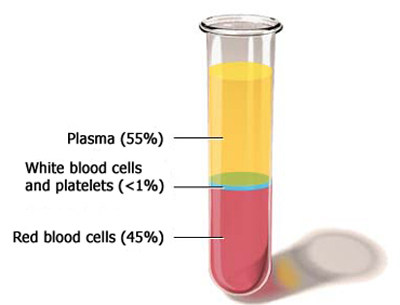 Plasma (55%)
White blood cells
and platelets (<1%)
Red blood cells (45%)